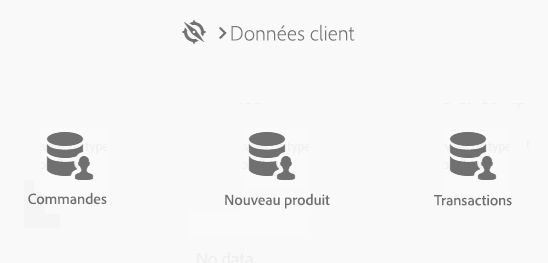 Données client
Commandes
Nouveau produit
Transactions
No data